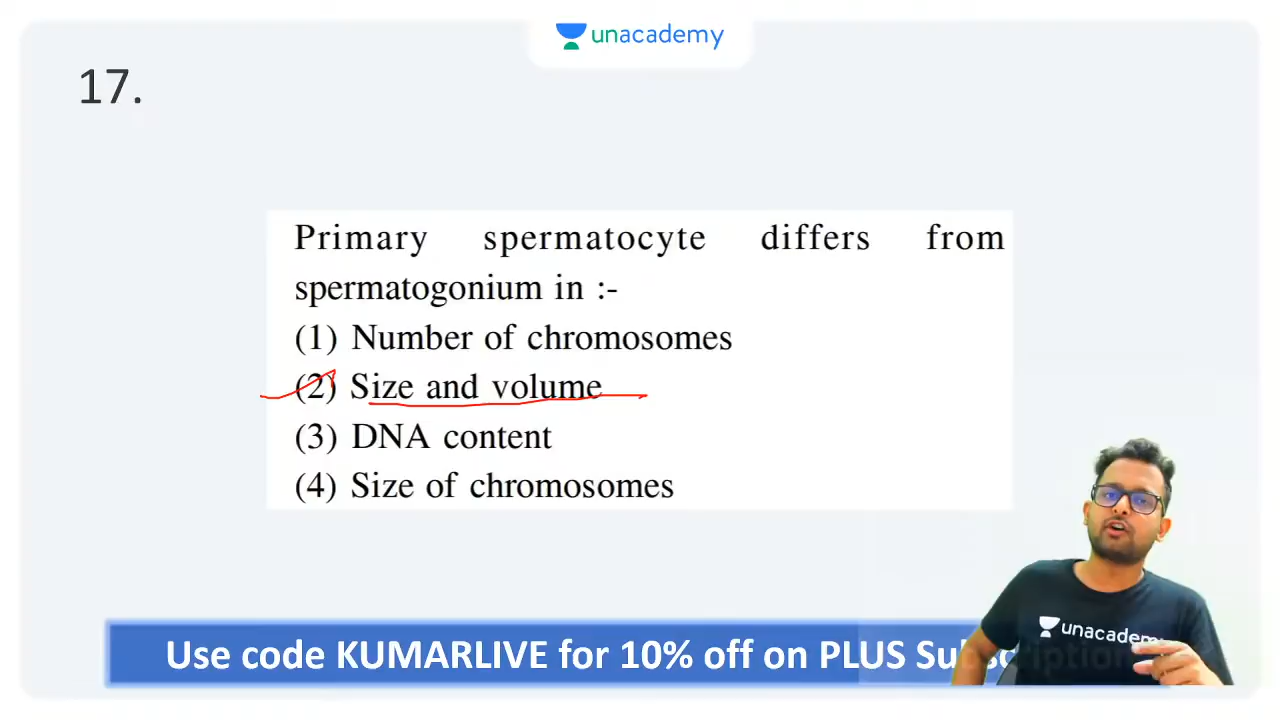 unacademy
17.
Primary spermatocyte differs from
spermatogonium in :-
(1) Number of chromosomes
(2) Size and volume
(3) DNA content
(4) Size of chromosomes
unacademy
Use code KUMARLIVE for 10% off on PLUS Subscription